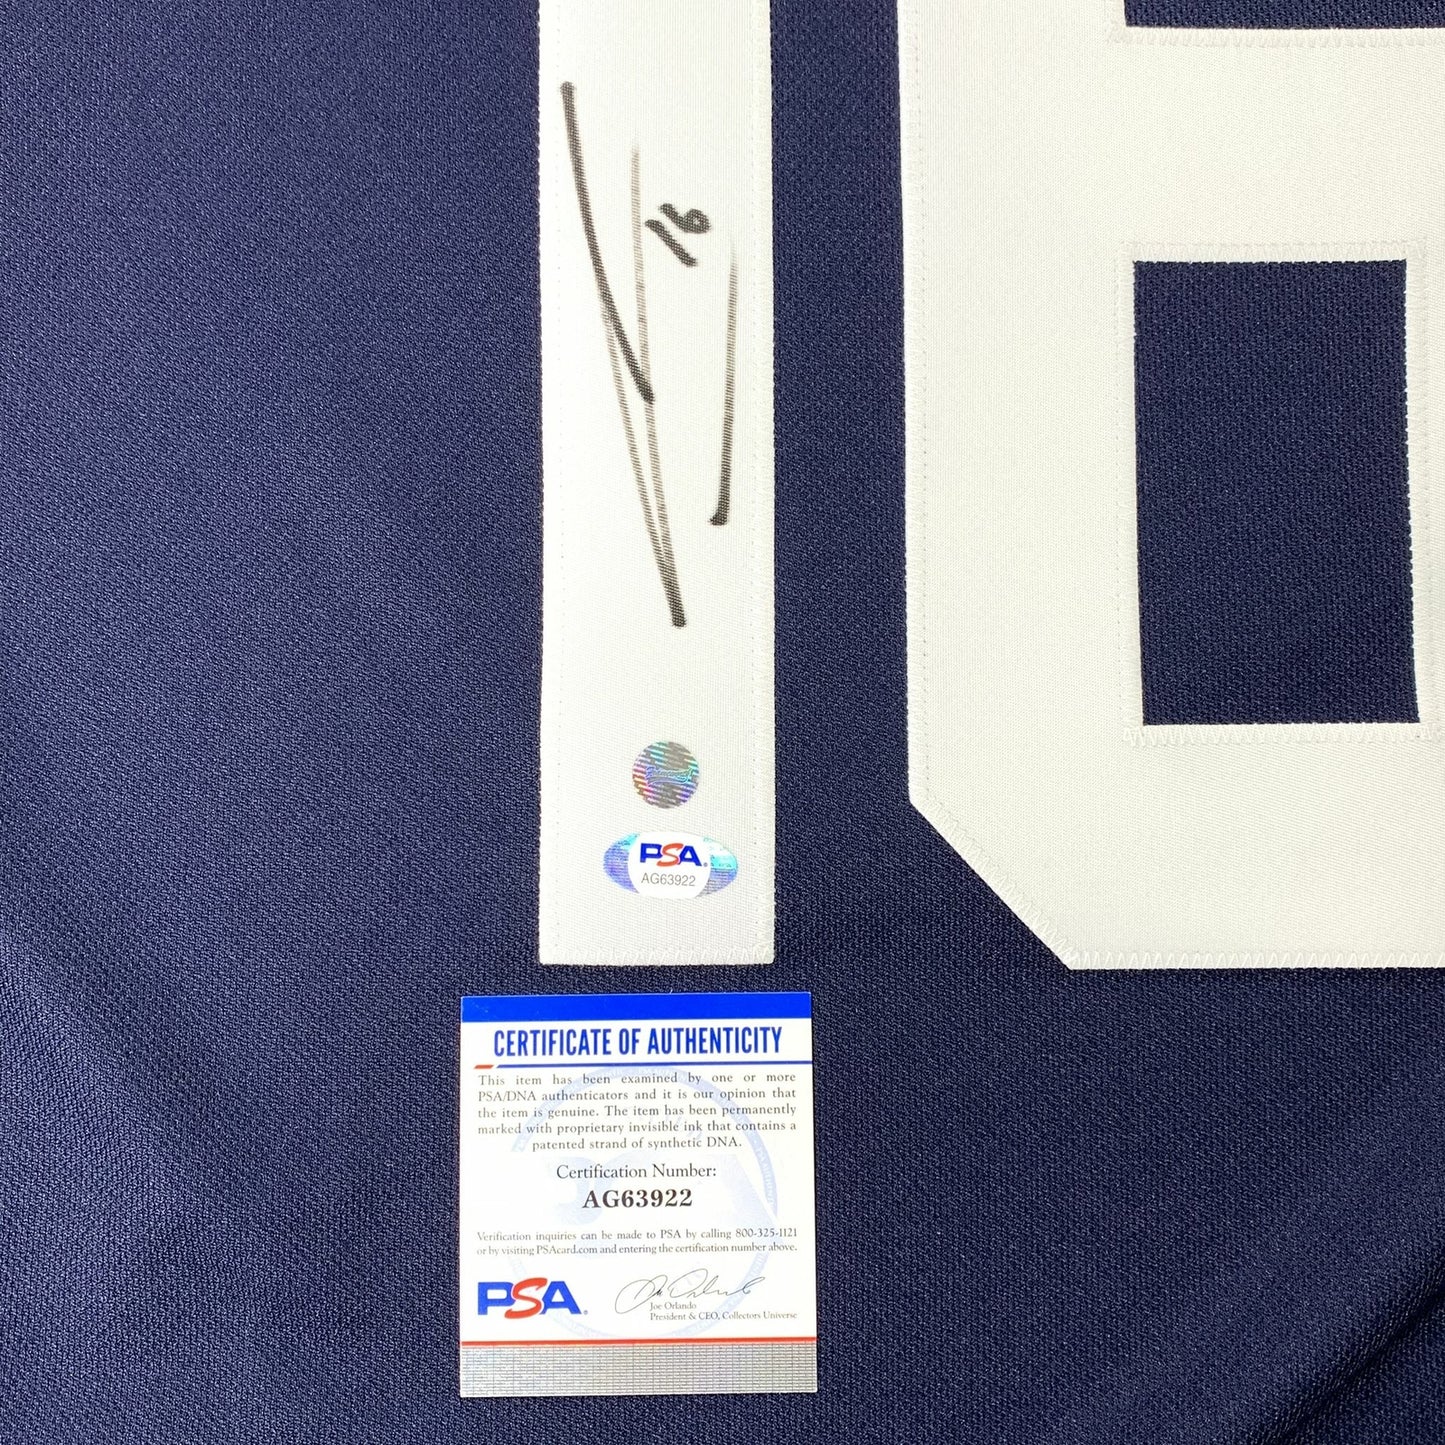 16
PSA.
AG63922
CERTIFICATE OF AUTHENTICITY
This item has been examined by one or more
PSA/DNA authenticators and it is our opinion that
the item is genuine. The item has been permanently
marked with proprietary invisible ink that contains a
patented strand of synthetic DNA.
Certification Number:
AG63922
Verification inquiries can be made to PSA by calling 800-325-1121
or by visiting PSAcard.com and entering the certification number above.
PSA.
Joe Orlando
President & CEO, Collectors Universe